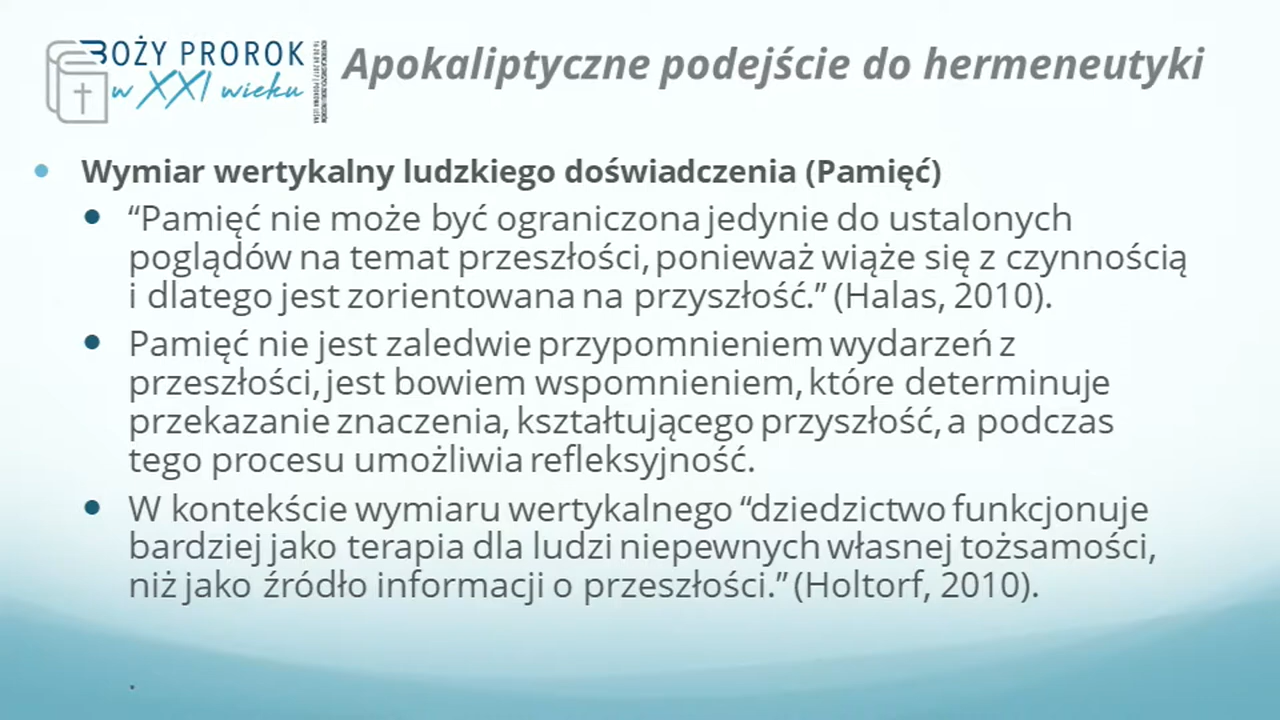 BOŻY PROROK
w XXI wieku
Apokaliptyczne podejście do hermeneutyki
Wymiar wertykalny ludzkiego doświadczenia (Pamięć)
“Pamięć nie może być ograniczona jedynie do ustalonych
poglądów na temat przeszłości, ponieważ wiąże się z czynnością
i dlatego jest zorientowana na przyszłość.” (Halas, 2010).
Pamięć nie jest zaledwie przypomnieniem wydarzeń z
przeszłości, jest bowiem wspomnieniem, które determinuje
przekazanie znaczenia, kształtującego przyszłość, a podczas
tego procesu umożliwia refleksyjność.
W kontekście wymiaru wertykalnego “dziedzictwo funkcjonuje
bardziej jako terapia dla ludzi niepewnych własnej tożsamości,
niż jako źródło informacji o przeszłości.” (Holtorf, 2010).
.